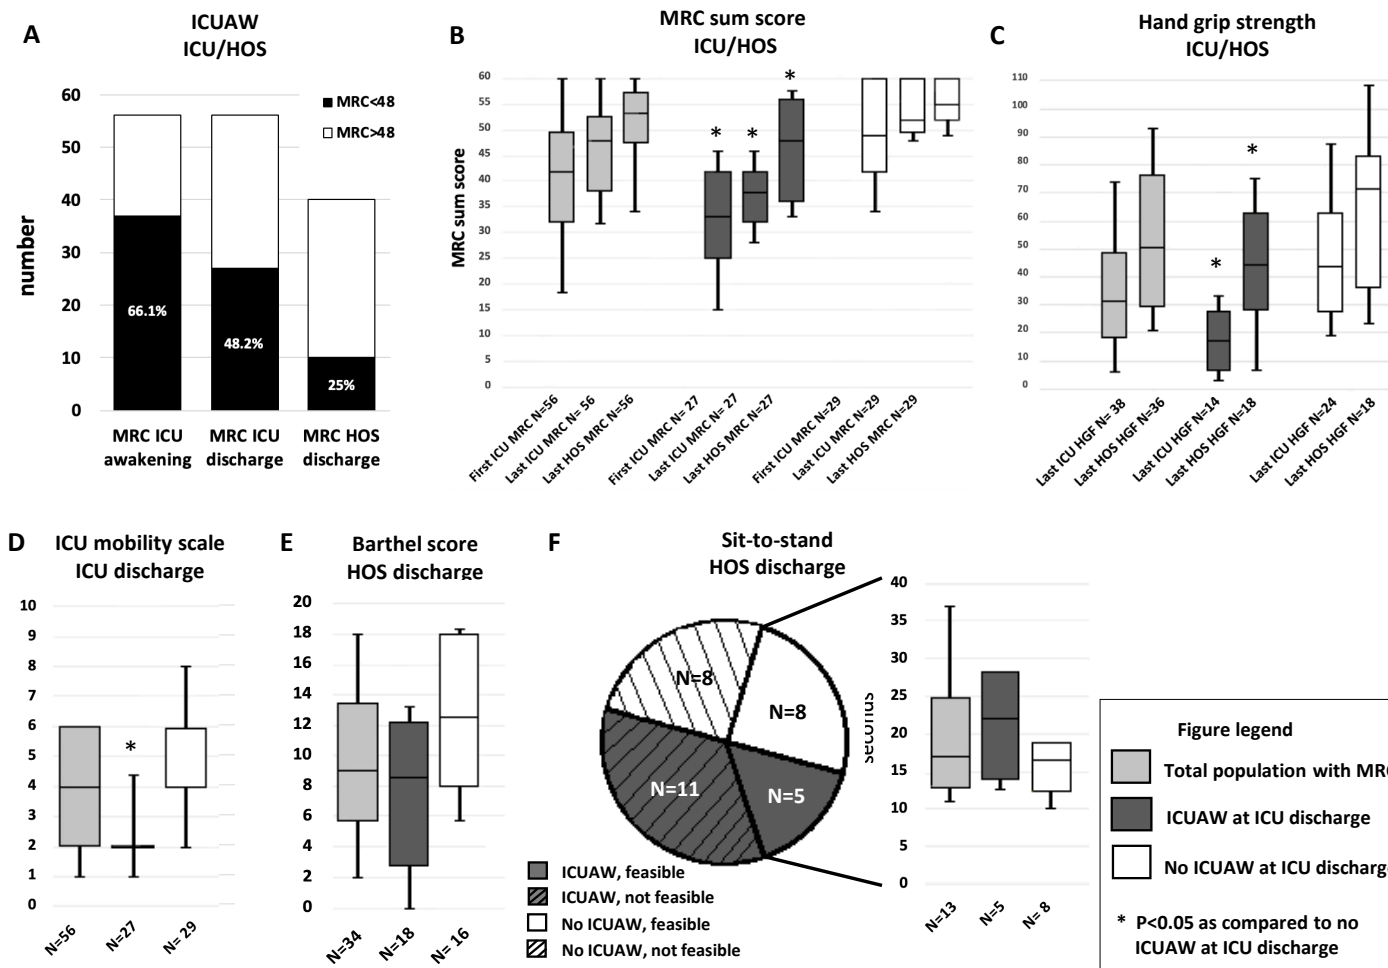 A
ICUAW
ICU/HOS
60
50
40
30
20
10
0
number
MRC<48
MRC>48
66.1%
48.2%
25%
MRC ICU
awakening
MRC ICU
discharge
MRC HOS
discharge
B
MRC sum score
ICU/HOS
60
55
50
45
40
35
30
25
20
15
10
5
0
MRC sum score
*
*
*
First ICU MRC N=56
Last ICU MRC N= 56
Last HOS MRC N=56
First ICU MRC N= 27
Last ICU MRC N= 27
Last HOS MRC N=27
First ICU MRC N=29
Last ICU MRC N=29
Last HOS MRC N=29
C
Hand grip strength
ICU/HOS
110
100
90
80
70
60
50
40
30
20
10
0
*
*
Last ICU HGF N= 38
Last HOS HGF N=36
Last ICU HGF N=14
Last HOS HGF N=18
Last ICU HGF N=24
Last HOS HGF N=18
D
ICU mobility scale
ICU discharge
10
9
8
7
6
5
4
3
2
1
0
*
N=56
N=27
N= 29
E
Barthel score
HOS discharge
20
18
16
14
12
10
8
6
4
2
0
N=34
N=18
N= 16
F
Sit-to-stand
HOS discharge
N=8
N=8
N=11
N=5
ICUAW, feasible
ICUAW, not feasible
No ICUAW, feasible
No ICUAW, not feasible
40
35
30
25
20
15
10
5
0
seconds
N=13
N=5
N= 8
Figure legend
Total population with MRC
ICUAW at ICU discharge
No ICUAW at ICU discharge
* P<0.05 as compared to no
ICUAW at ICU discharge